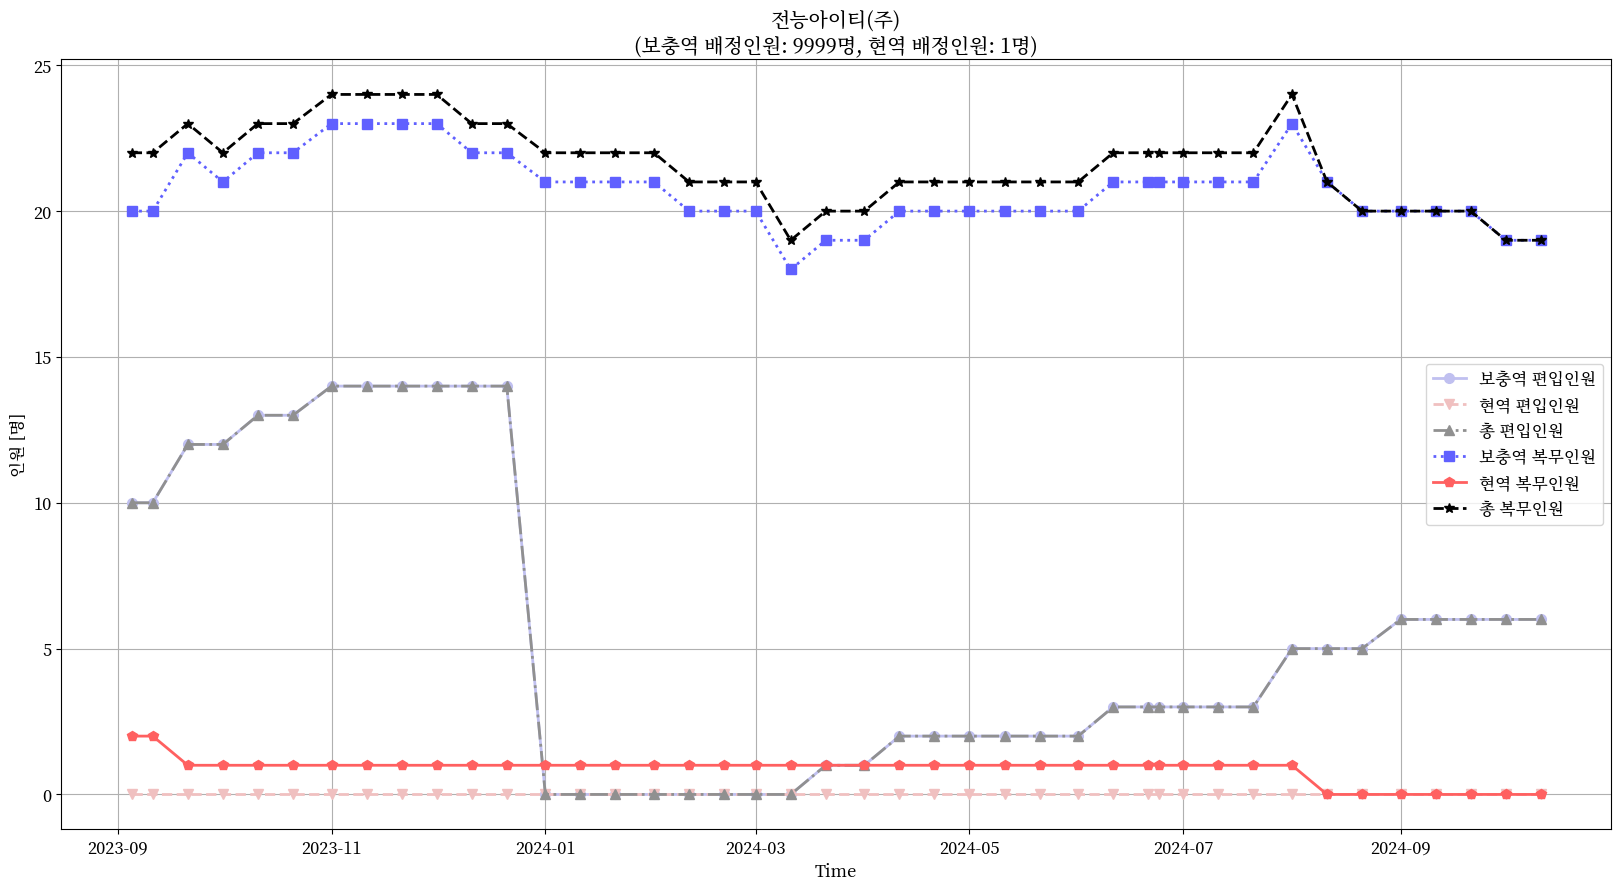 전능아이티(주)
(보충역 배정인원: 9999명, 현역 배정인원: 1명)
25
20
15
10
5
0
인원 [명]
보충역 편입인원
현역 편입인원
총 편입인원
보충역 복무인원
현역 복무인원
총 복무인원
2023-09 2023-11 2024-01 2024-03 2024-05 2024-07 2024-09
Time